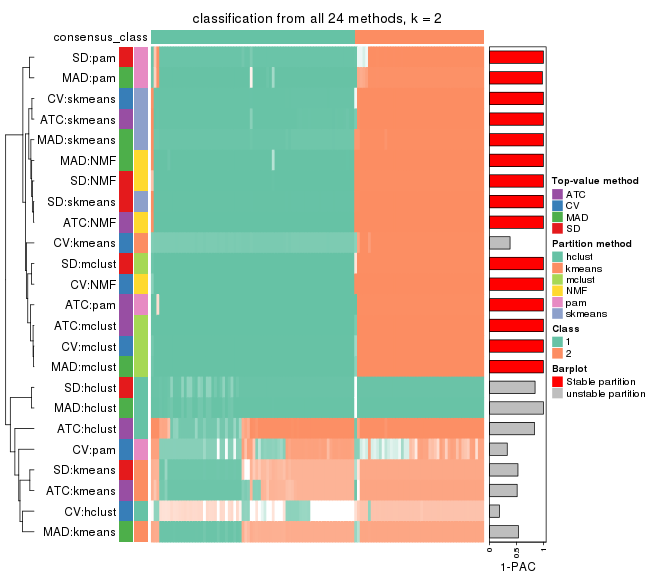 classification from all 24 methods, k = 2
consensus_class
SD:pam
MAD:pam
CV:skmeans
ATC:skmeans
MAD:skmeans
MAD:NMF
SD:NMF
SD:skmeans
ATC:NMF
CV:kmeans
SD:mclust
CV:NMF
ATC:pam
ATC:mclust
CV:mclust
MAD:mclust
SD:hclust
MAD:hclust
ATC:hclust
CV:pam
SD:kmeans
ATC:kmeans
CV:hclust
MAD:kmeans
0
0.5
1
1-PAC
Top-value method
ATC
CV
MAD
SD
Partition method
hclust
kmeans
mclust
NMF
pam
skmeans
Class
1
2
Barplot
Stable partition
unstable partition